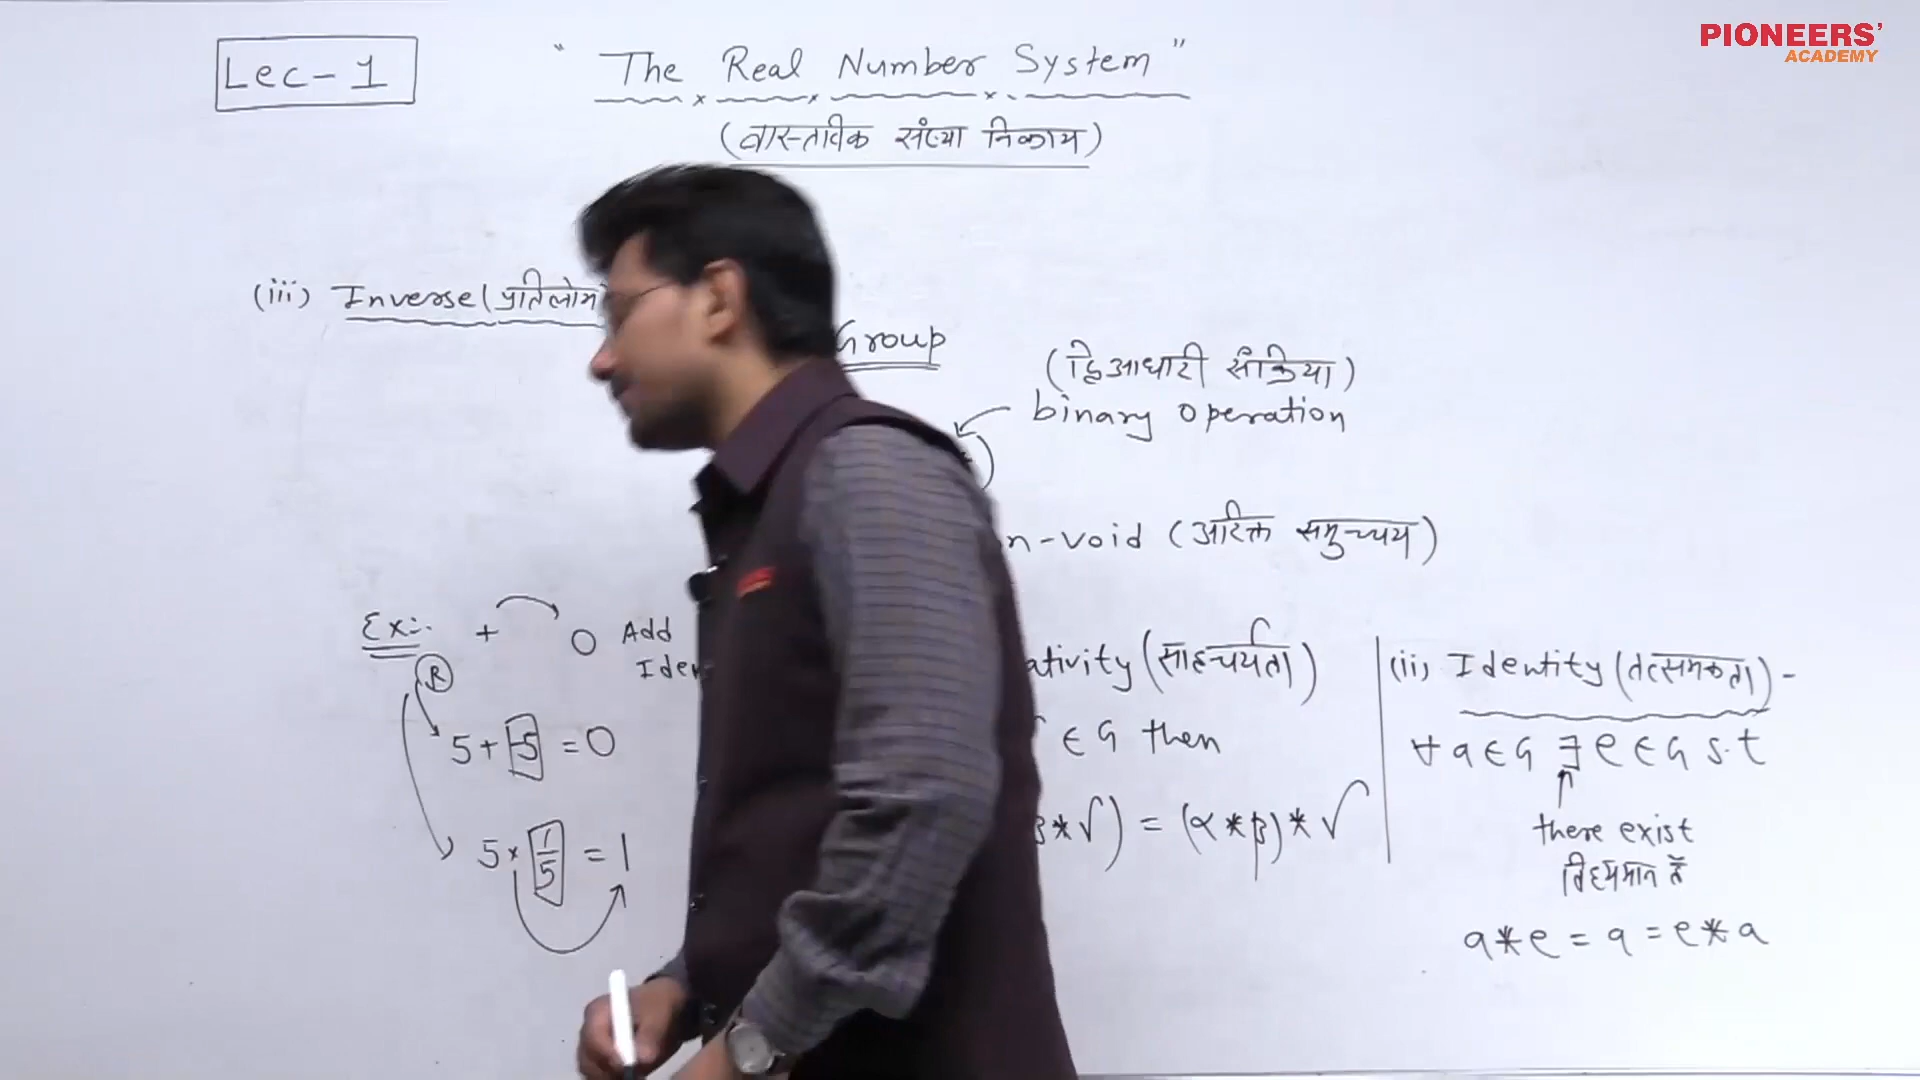 PIONEERS'
ACADEMY
Lec-1
" The Real Number System "
(वास्तविक संख्या निकाय)
(iii) Inverse (प्रतिलोम
Group
(द्विआधारी संक्रिया)
binary operation
n-void (अरिक्त समुच्चय)
Ex:-
+
0 Add
Iden
R
5 + -5 = 0
5 × 1/5 = 1
ativity (साहचर्यता)
∈ G then
β * γ) = (α * β) * γ
(ii) Identity (तत्समकता) -
∀ a ∈ G ∃ e ∈ G s.t
there exist
विद्यमान है
a * e = a = e * a